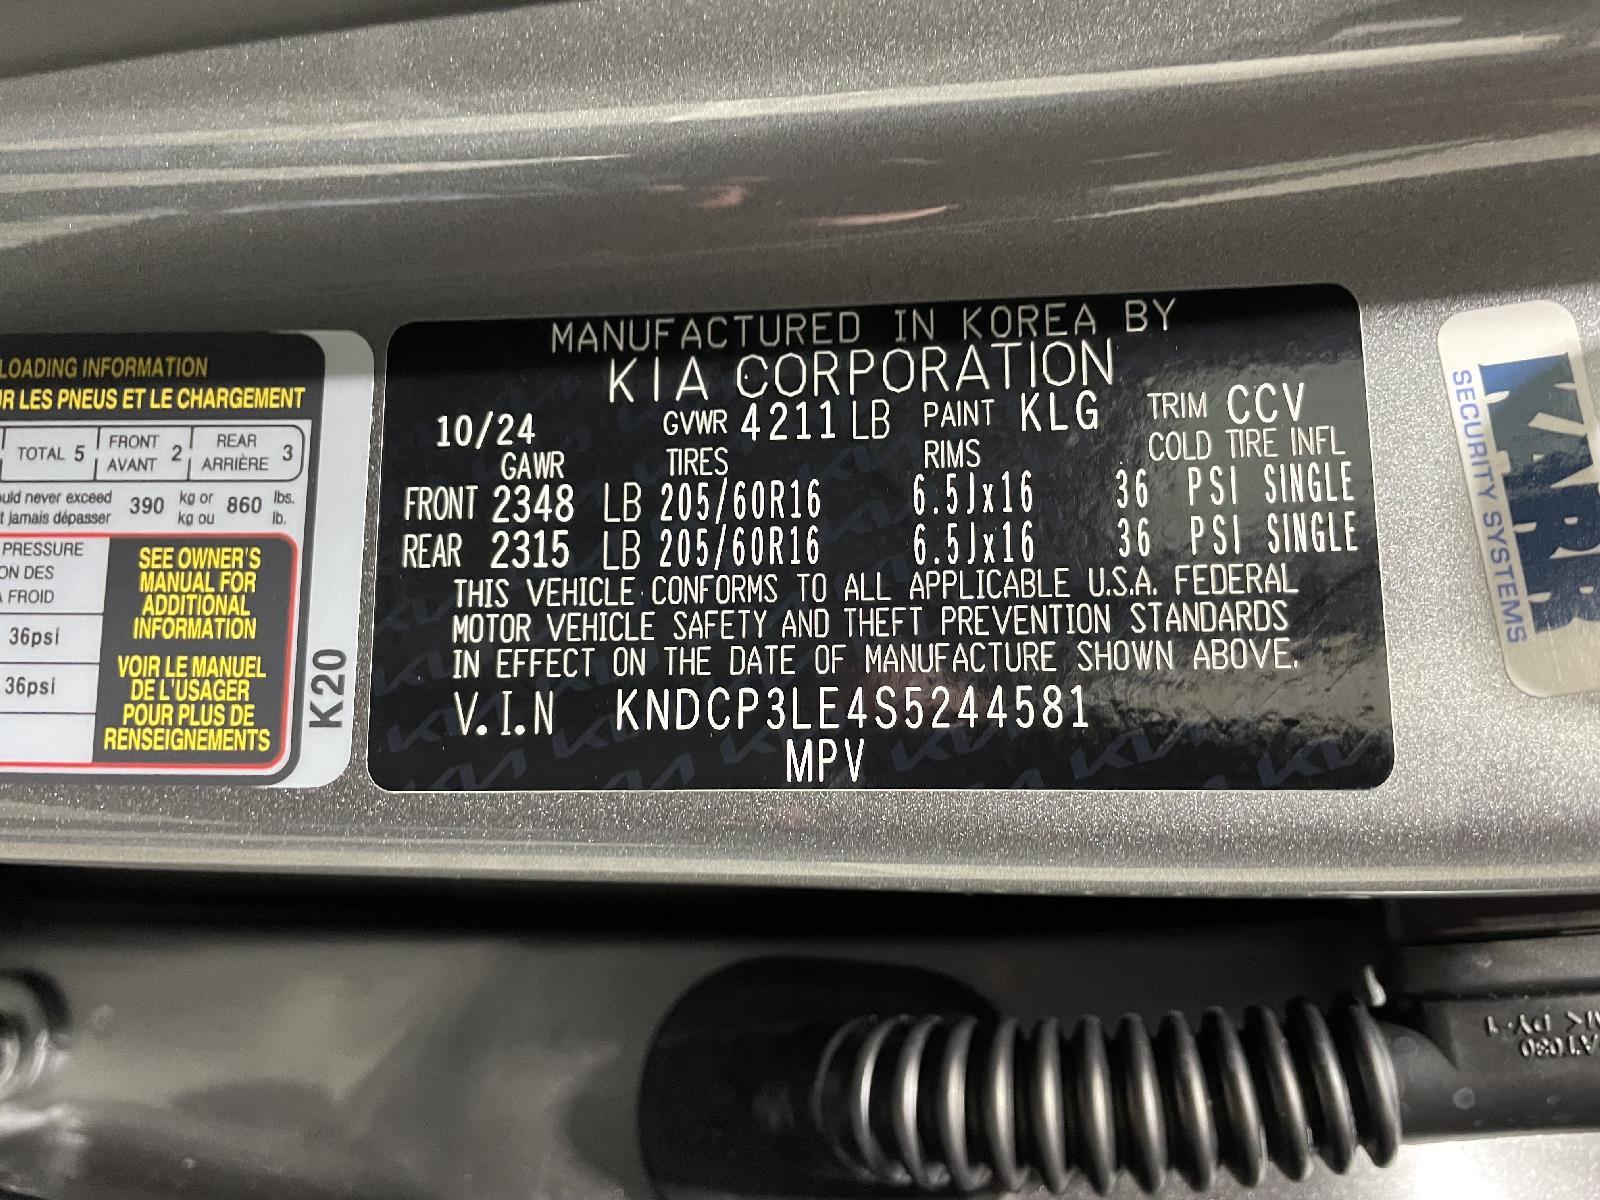 LOADING INFORMATION
R LES PNEUS ET LE CHARGEMENT
TOTAL 5 FRONT AVANT 2 REAR ARRIÈRE 3
uld never exceed 390 kg or 860 lbs.
t jamais dépasser kg ou lb.
PRESSURE
ON DES
À FROID
36psi
36psi
SEE OWNER'S
MANUAL FOR
ADDITIONAL
INFORMATION
VOIR LE MANUEL
DE L'USAGER
POUR PLUS DE
RENSEIGNEMENTS
K20
MANUFACTURED IN KOREA BY
KIA CORPORATION
10/24 GVWR 4211 LB PAINT KLG TRIM CCV
GAWR TIRES RIMS COLD TIRE INFL
FRONT 2348 LB 205/60R16 6.5Jx16 36 PSI SINGLE
REAR 2315 LB 205/60R16 6.5Jx16 36 PSI SINGLE
THIS VEHICLE CONFORMS TO ALL APPLICABLE U.S.A. FEDERAL
MOTOR VEHICLE SAFETY AND THEFT PREVENTION STANDARDS
IN EFFECT ON THE DATE OF MANUFACTURE SHOWN ABOVE.
V.I.N KNDCP3LE4S5244581
MPV
KARR
SECURITY SYSTEMS